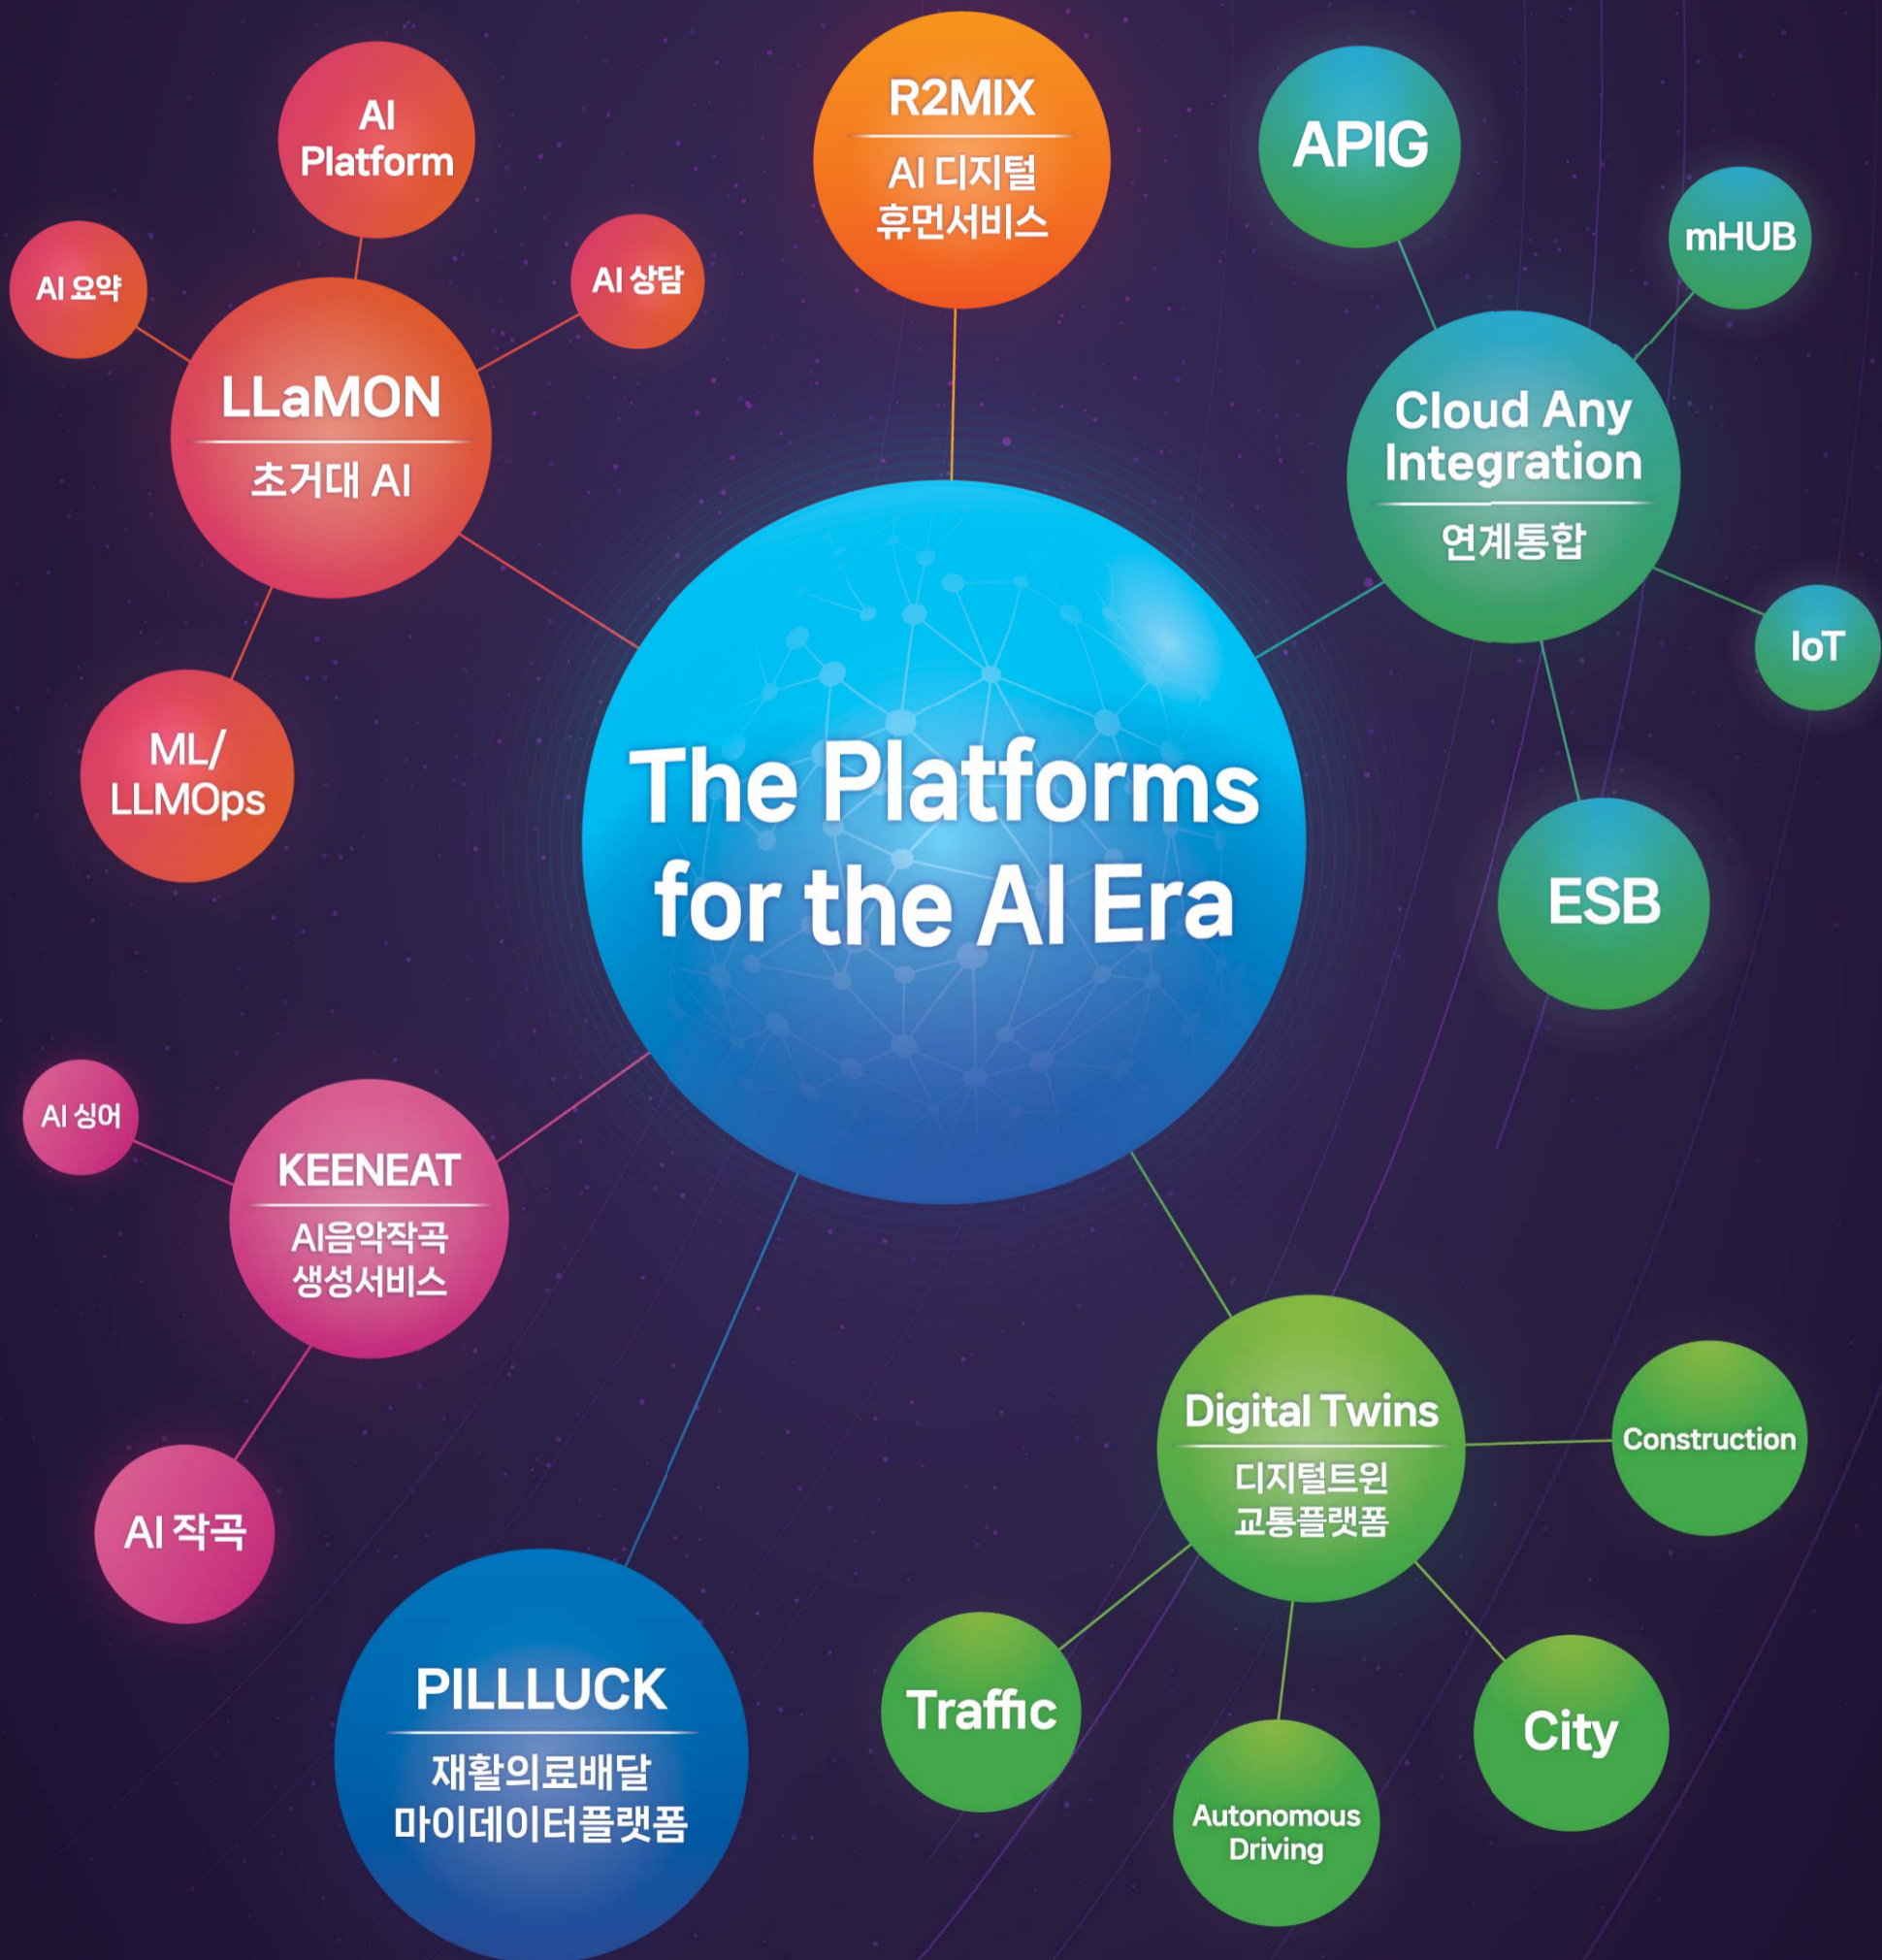 AI
Platform
AI 요약
AI 상담
LLaMON
초거대 AI
ML/
LLMOps
R2MIX
AI 디지털
휴먼서비스
APIG
mHUB
Cloud Any
Integration
연계통합
IoT
ESB
The Platforms
for the AI Era
AI 싱어
KEENEAT
AI음악작곡
생성서비스
AI 작곡
PILLLUCK
재활의료배달
마이데이터플랫폼
Digital Twins
디지털트윈
교통플랫폼
Construction
Traffic
Autonomous
Driving
City